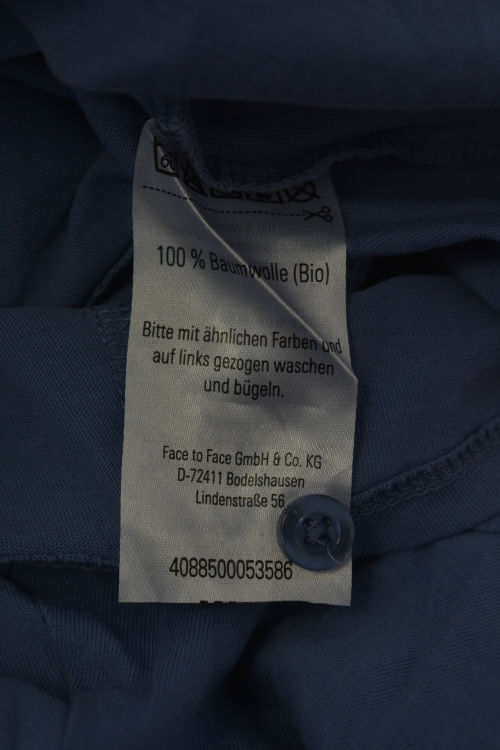 60
100 % Baumwolle (Bio)
Bitte mit ähnlichen Farben und
auf links gezogen waschen
und bügeln.
Face to Face GmbH & Co. KG
D-72411 Bodelshausen
Lindenstraße 56
4088500053586